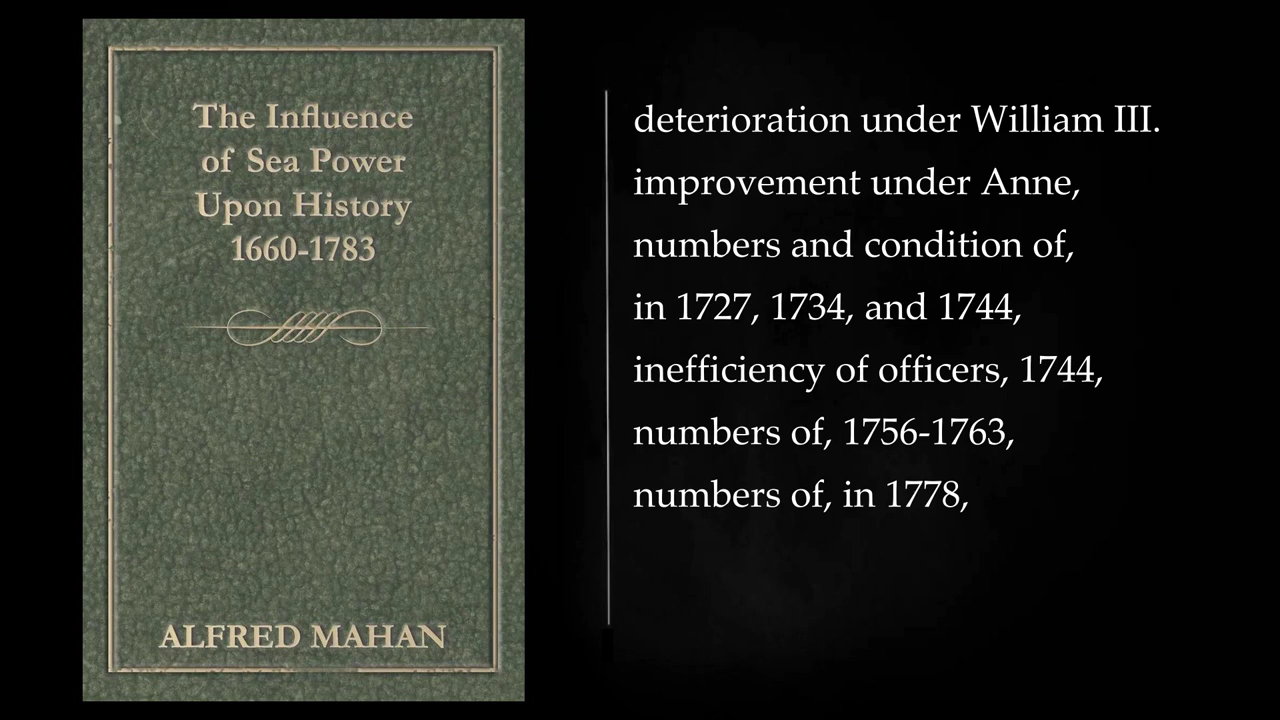 The Influence
of Sea Power
Upon History
1660-1783
ALFRED MAHAN
deterioration under William III.
improvement under Anne,
numbers and condition of,
in 1727, 1734, and 1744,
inefficiency of officers, 1744,
numbers of, 1756-1763,
numbers of, in 1778,